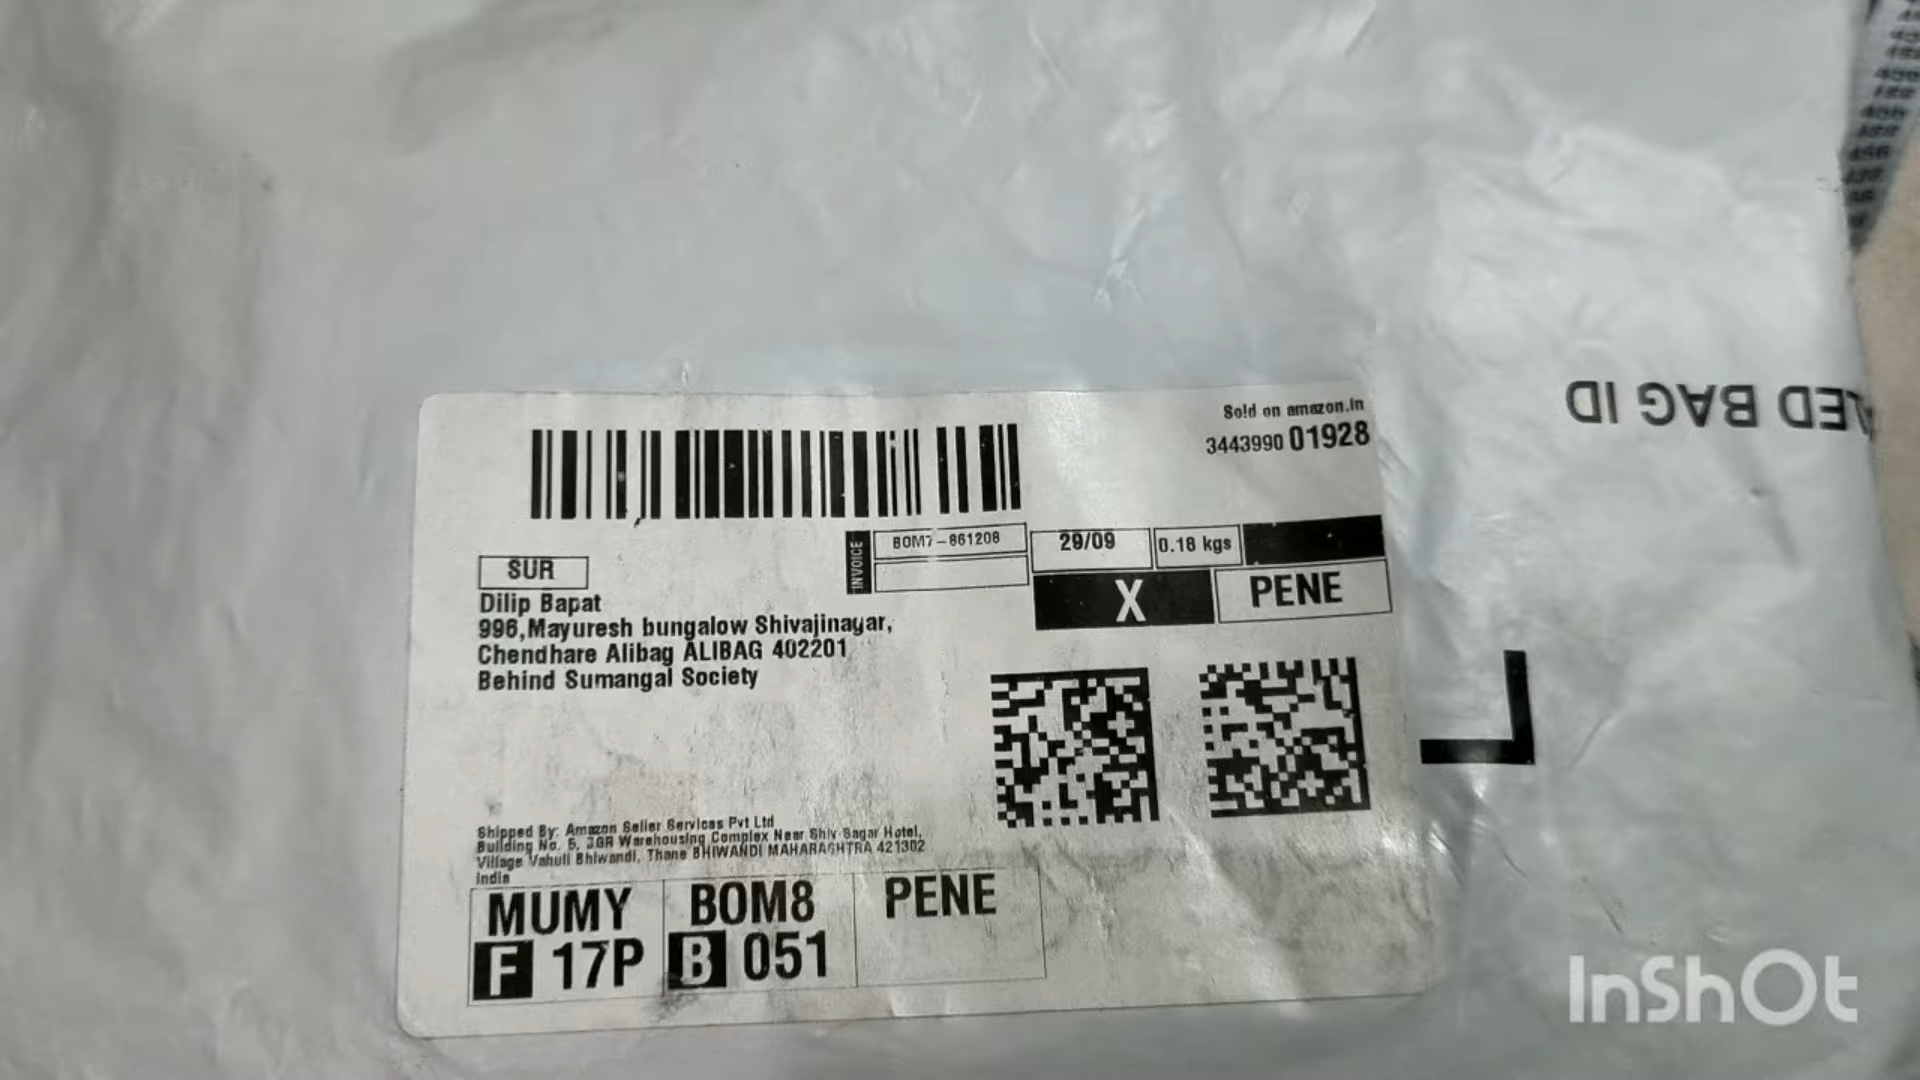 Sold on amazon.in
3443990 01928
INVOICE
BOM7-861208
29/09
0.18 kgs
X
PENE
SUR
Dilip Bapat
996,Mayuresh bungalow Shivajinagar,
Chendhare Alibag ALIBAG 402201
Behind Sumangal Society
Shipped By: Amazon Seller Services Pvt Ltd
Building No. 5, JGR Warehousing Complex Near Shiv Sagar Hotel,
Village Vahuli Bhiwandi, Thane BHIWANDI MAHARASHTRA 421302
India
MUMY BOM8 PENE
F 17P B 051
LED BAG ID
InShOt